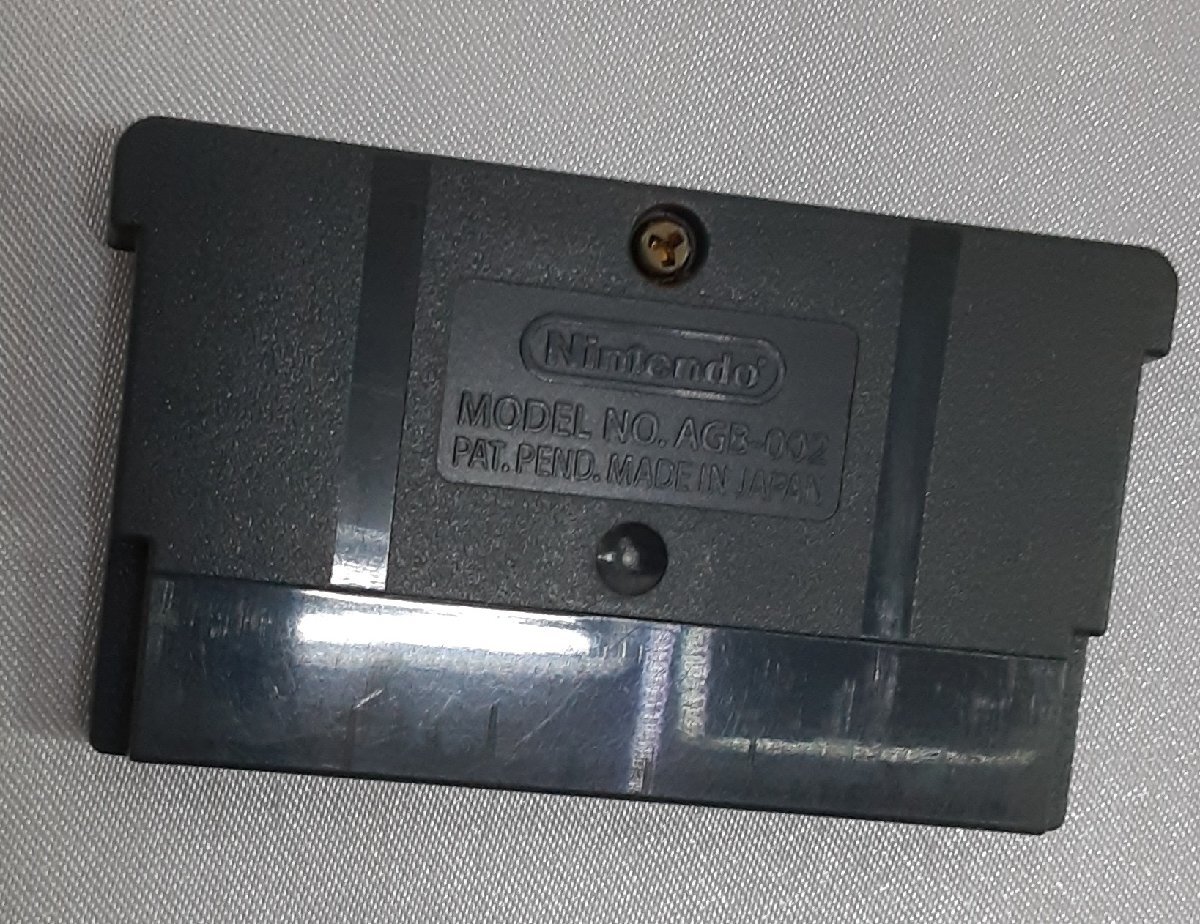 Nintendo®
MODEL NO. AGB-002
PAT. PEND. MADE IN JAPAN